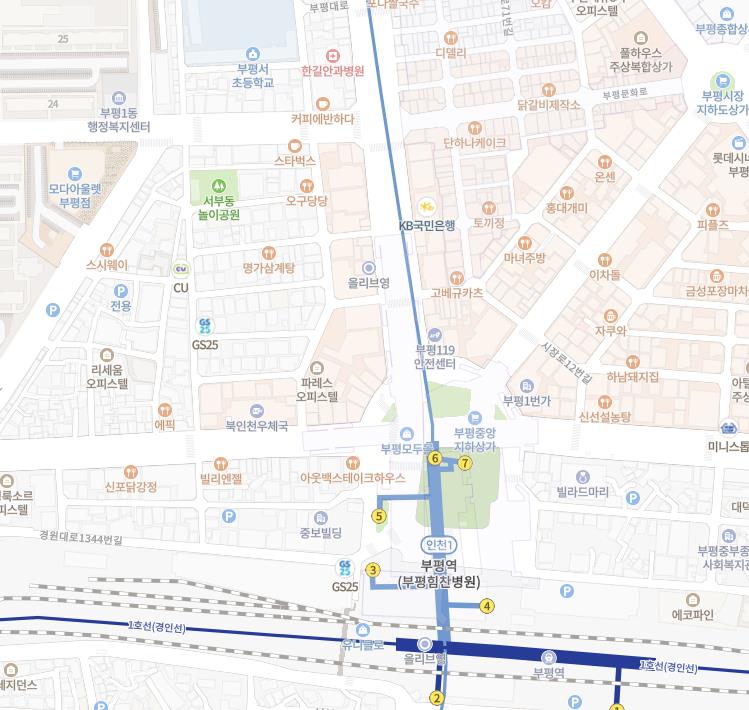 부평대로
오피스텔
부평종합상
25
디델리
풀하우스
주상복합상가
부평서
초등학교
한길안과병원
24
부평1동
행정복지센터
커피에반하다
닭갈비제작소
부평문화로
부평시장
지하도상가
단하나케이크
스타벅스
롯데시네
부평
모다아울렛
부평점
서부동
놀이공원
오구당당
온센
홍대개미
KB국민은행
토끼정
피플즈
스시웨이
명가삼계탕
마녀주방
CU
올리브영
고베규카츠
이차돌
금성포장마차
전용
GS
25
GS25
자쿠와
부평119
안전센터
시장로12번길
리세움
오피스텔
파레스
오피스텔
하남돼지집
부평1번가
에픽
북인천우체국
신선설농탕
부평모두몰
부평중앙
지하상가
미니스톱
6
7
신포닭강정
빌리엔젤
아웃백스테이크하우스
빌라드마리
5
중보빌딩
경원대로1344번길
인천1
부평역
(부평힘찬병원)
부평중부종
사회복지관
GS
25
GS25
3
4
에코파인
1호선(경인선)
유니클로
올리브영
부평역
1호선(경인선)
2
1